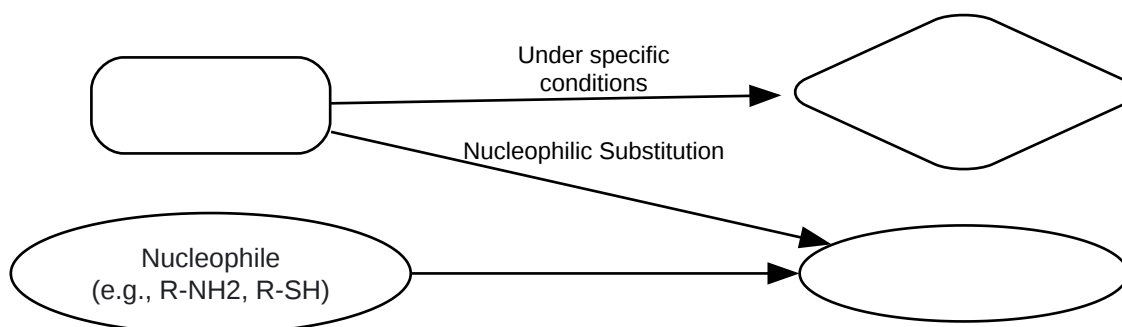 Under specific
conditions
Nucleophilic Substitution
Nucleophile
(e.g., R-NH2, R-SH)